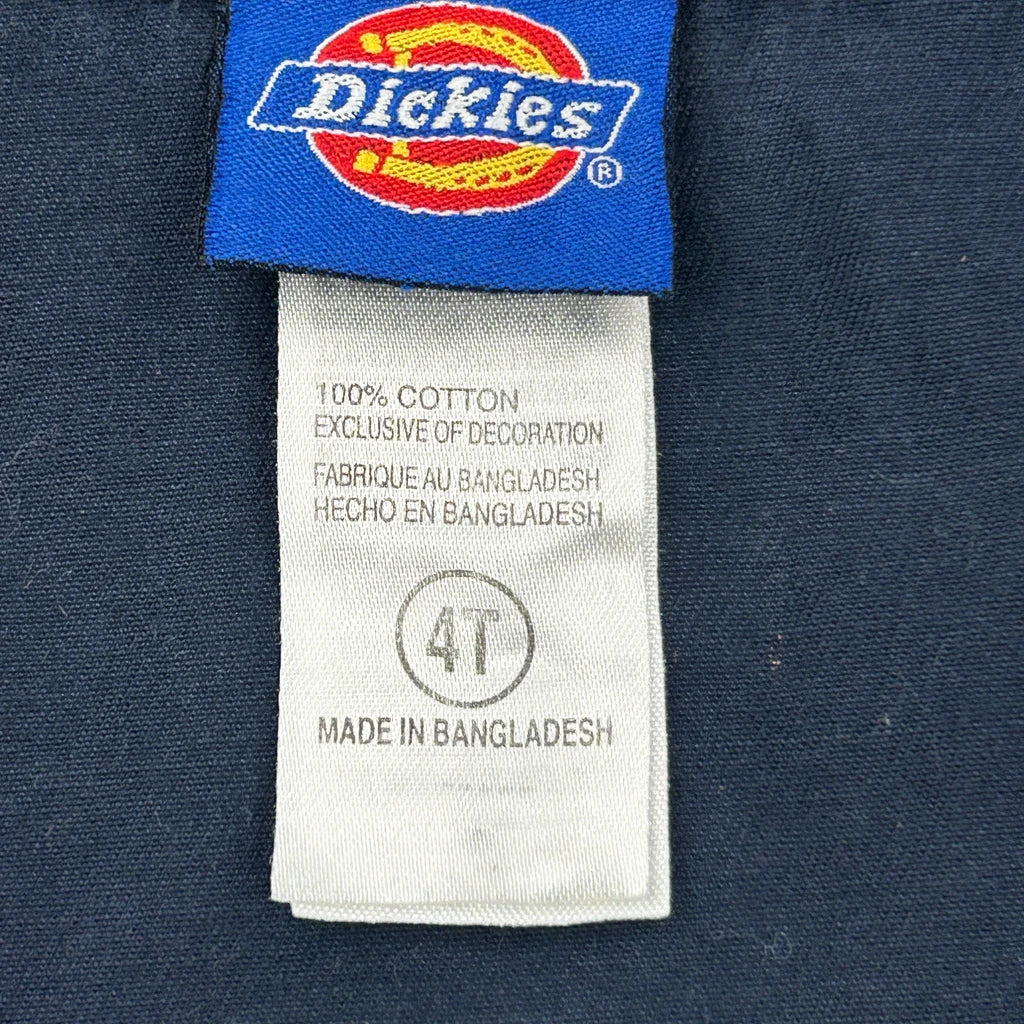 Dickies
®
100% COTTON
EXCLUSIVE OF DECORATION
FABRIQUE AU BANGLADESH
HECHO EN BANGLADESH
4T
MADE IN BANGLADESH